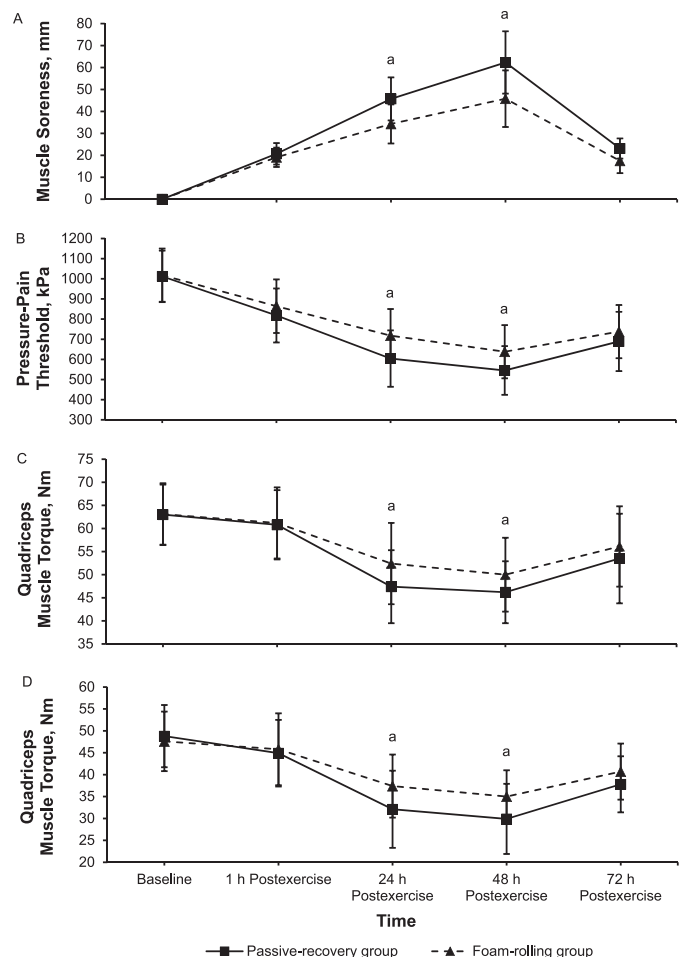 A
Muscle Soreness, mm
80
70
60
50
40
30
20
10
0
a
a
B
Pressure-Pain
Threshold, kPa
1200
1100
1000
900
800
700
600
500
400
300
a
a
C
Quadriceps
Muscle Torque, Nm
75
70
65
60
55
50
45
40
35
a
a
D
Quadriceps
Muscle Torque, Nm
60
55
50
45
40
35
30
25
20
a
a
Baseline
1 h Postexercise
24 h
Postexercise
48 h
Postexercise
72 h
Postexercise
Time
Passive-recovery group
Foam-rolling group